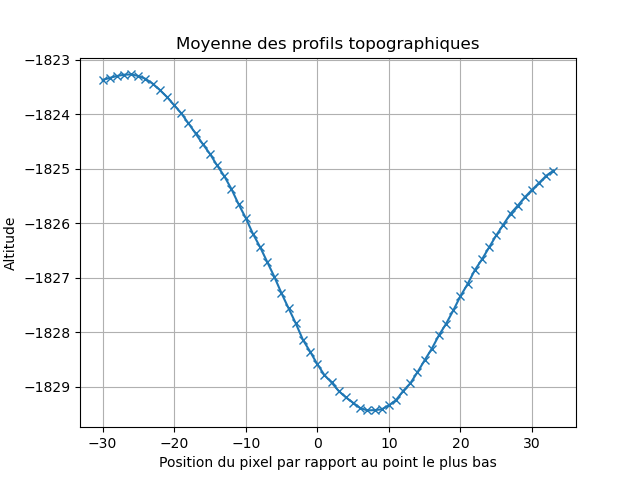 Moyenne des profils topographiques
Altitude
−1823
−1824
−1825
−1826
−1827
−1828
−1829
−30 −20 −10 0 10 20 30
Position du pixel par rapport au point le plus bas